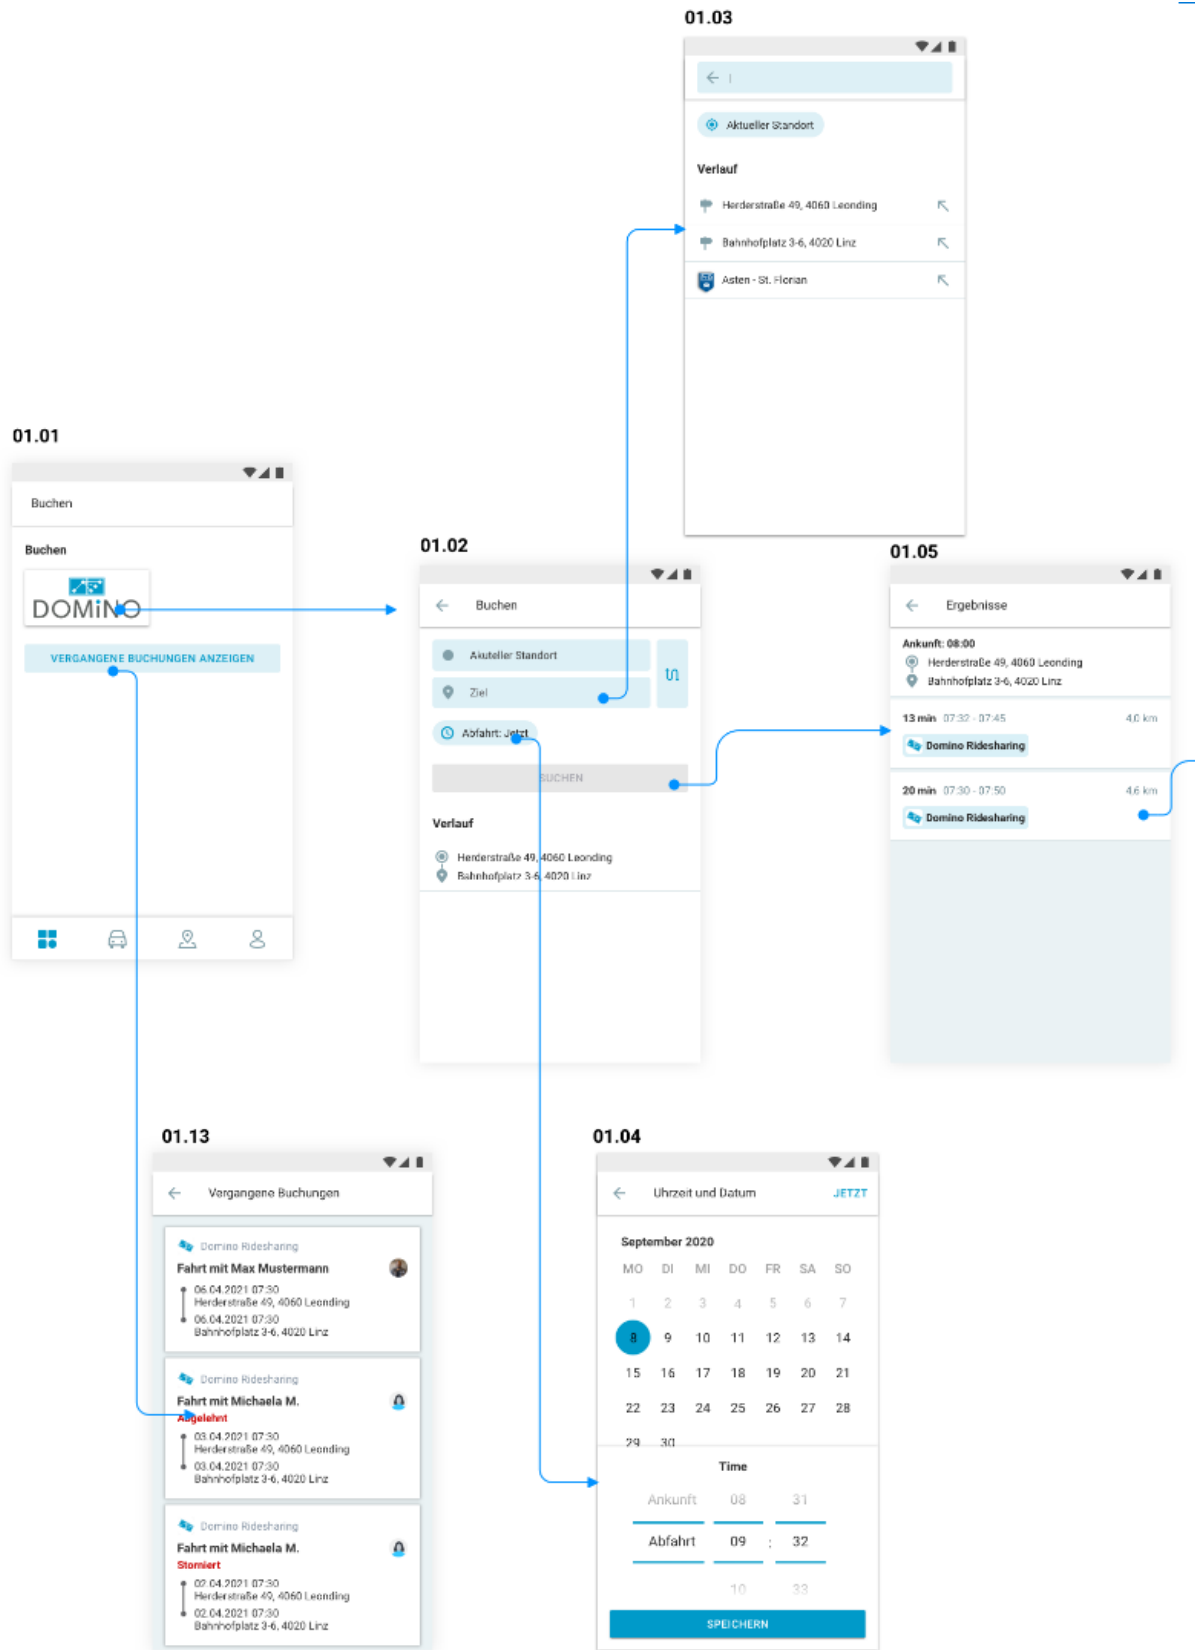 01.03
Aktueller Standort
Verlauf
Herderstraße 49, 4060 Leonding
Bahnhofplatz 3-6, 4020 Linz
Asten - St. Florian
01.01
Buchen
Buchen
DOMiNO
VERGANGENE BUCHUNGEN ANZEIGEN
01.02
Buchen
Akuteller Standort
Ziel
Abfahrt: Jetzt
SUCHEN
Verlauf
Herderstraße 49, 4060 Leonding
Bahnhofplatz 3-6, 4020 Linz
01.05
Ergebnisse
Ankunft: 08:00
Herderstraße 49, 4060 Leonding
Bahnhofplatz 3-6, 4020 Linz
13 min 07:32 - 07:45 4,0 km
Domino Ridesharing
20 min 07:30 - 07:50 4,6 km
Domino Ridesharing
01.13
Vergangene Buchungen
Domino Ridesharing
Fahrt mit Max Mustermann
06.04.2021 07:30
Herderstraße 49, 4060 Leonding
06.04.2021 07:30
Bahnhofplatz 3-6, 4020 Linz
Domino Ridesharing
Fahrt mit Michaela M.
Abgelehnt
03.04.2021 07:30
Herderstraße 49, 4060 Leonding
03.04.2021 07:30
Bahnhofplatz 3-6, 4020 Linz
Domino Ridesharing
Fahrt mit Michaela M.
Storniert
02.04.2021 07:30
Herderstraße 49, 4060 Leonding
02.04.2021 07:30
Bahnhofplatz 3-6, 4020 Linz
01.04
Uhrzeit und Datum JETZT
September 2020
MO DI MI DO FR SA SO
1 2 3 4 5 6 7
8 9 10 11 12 13 14
15 16 17 18 19 20 21
22 23 24 25 26 27 28
29 30
Time
Ankunft 08 31
Abfahrt 09 : 32
10 33
SPEICHERN